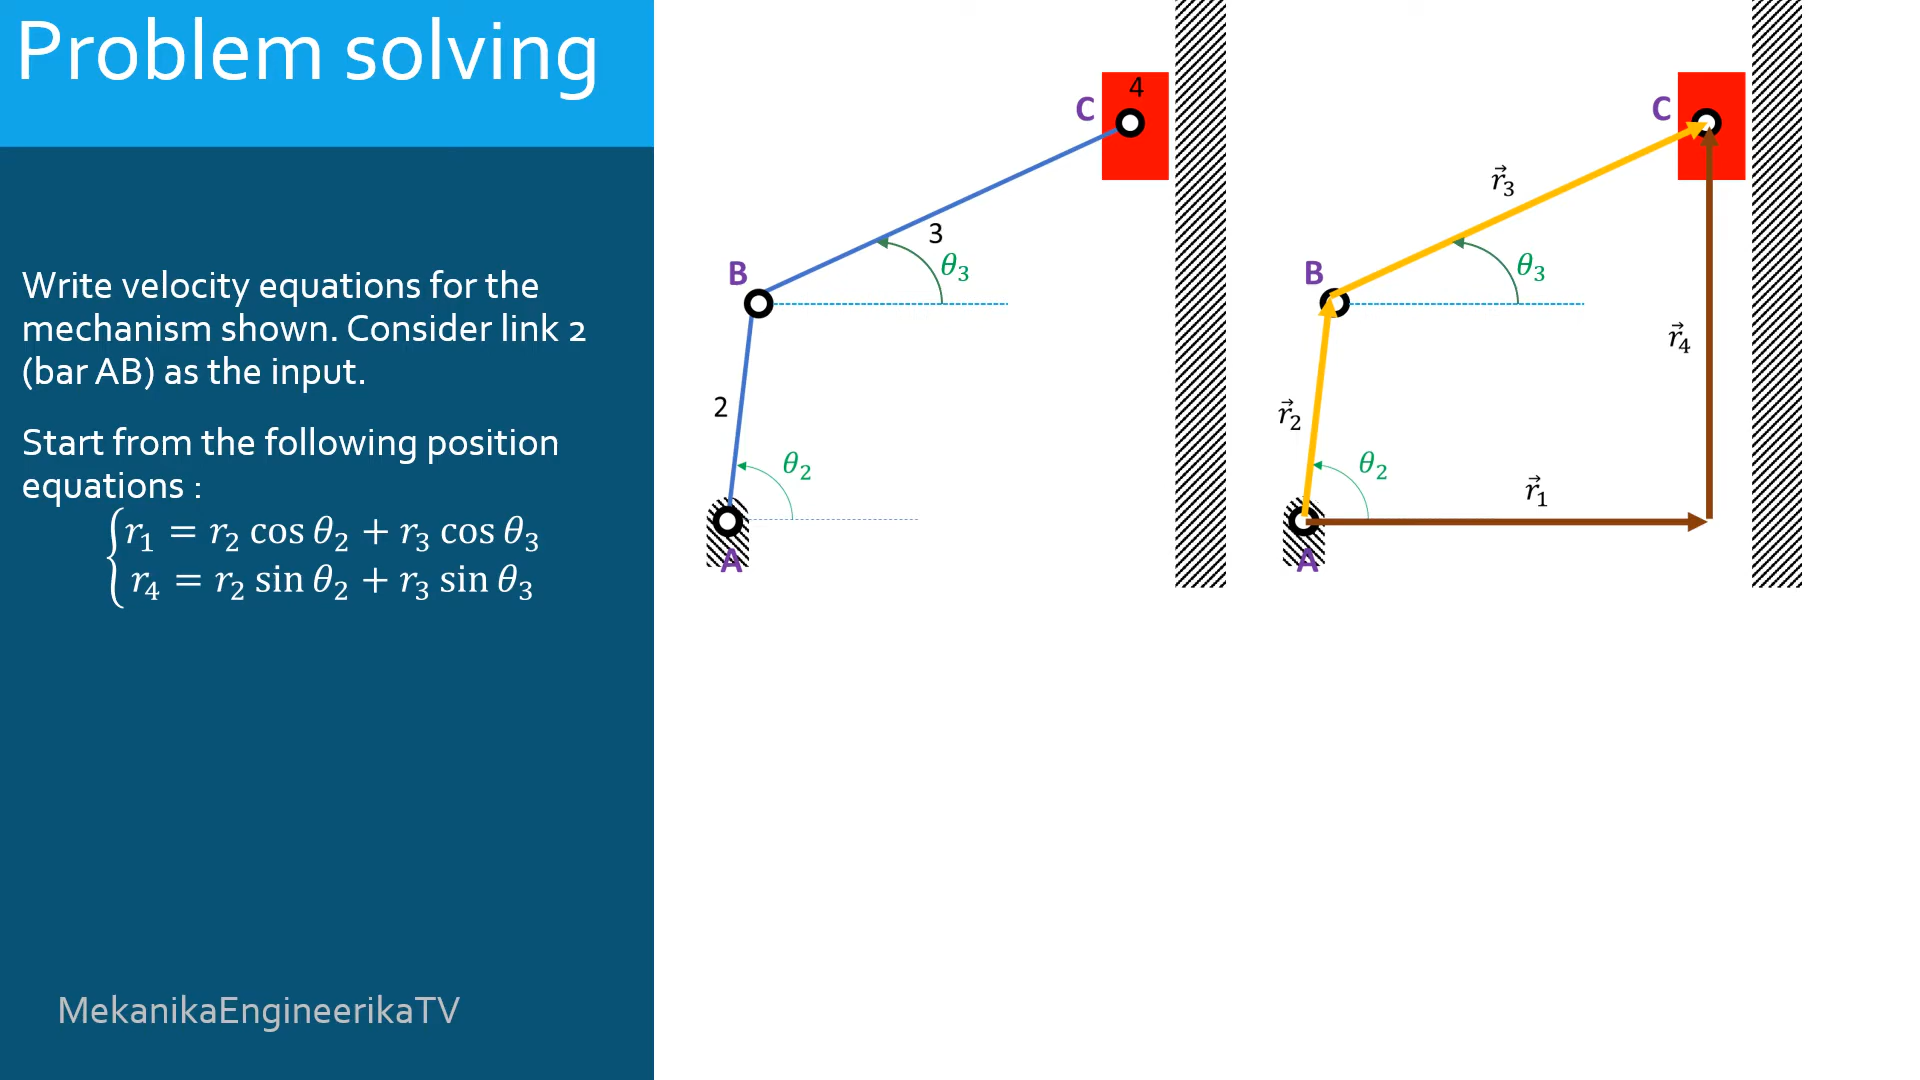 Problem solving
Write velocity equations for the
mechanism shown. Consider link 2
(bar AB) as the input.
Start from the following position
equations :
r₁ = r₂ cos θ₂ + r₃ cos θ₃
r₄ = r₂ sin θ₂ + r₃ sin θ₃
MekanikaEngineerikaTV
4
C
3
θ₃
B
2
θ₂
A
C
r⃗₃
θ₃
B
r⃗₄
r⃗₂
θ₂
r⃗₁
A